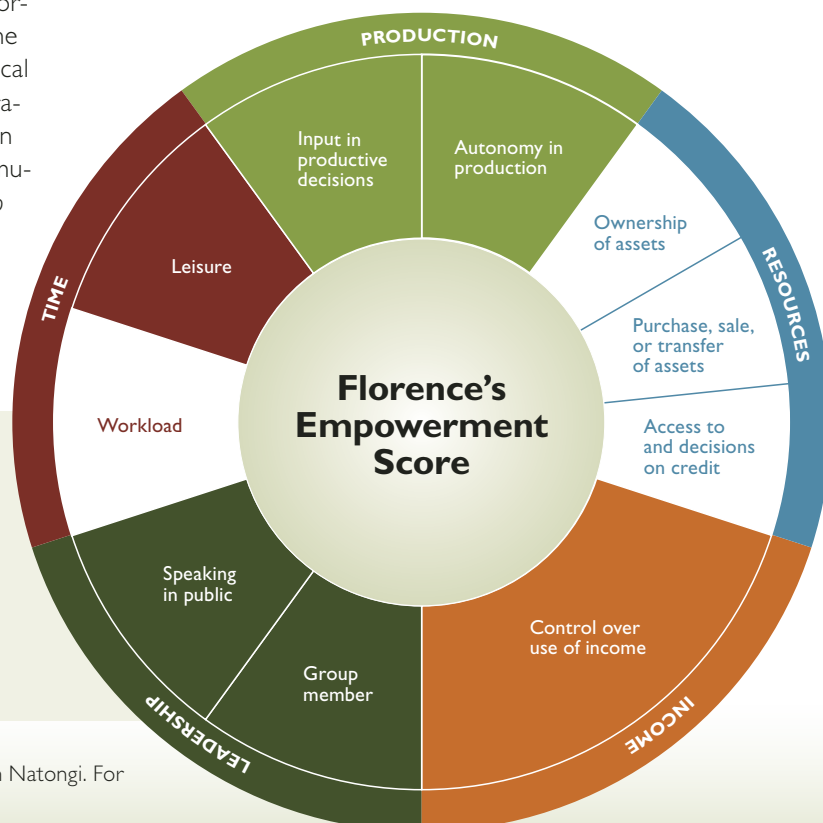 PRODUCTION
Input in
productive
decisions
Autonomy in
production
Ownership
of assets
RESOURCES
Purchase, sale,
or transfer
of assets
Access to
and decisions
on credit
Control over
use of income
INCOME
Group
member
Speaking
in public
LEADERSHIP
Workload
Leisure
TIME
Florence’s
Empowerment
Score
Natongi. For